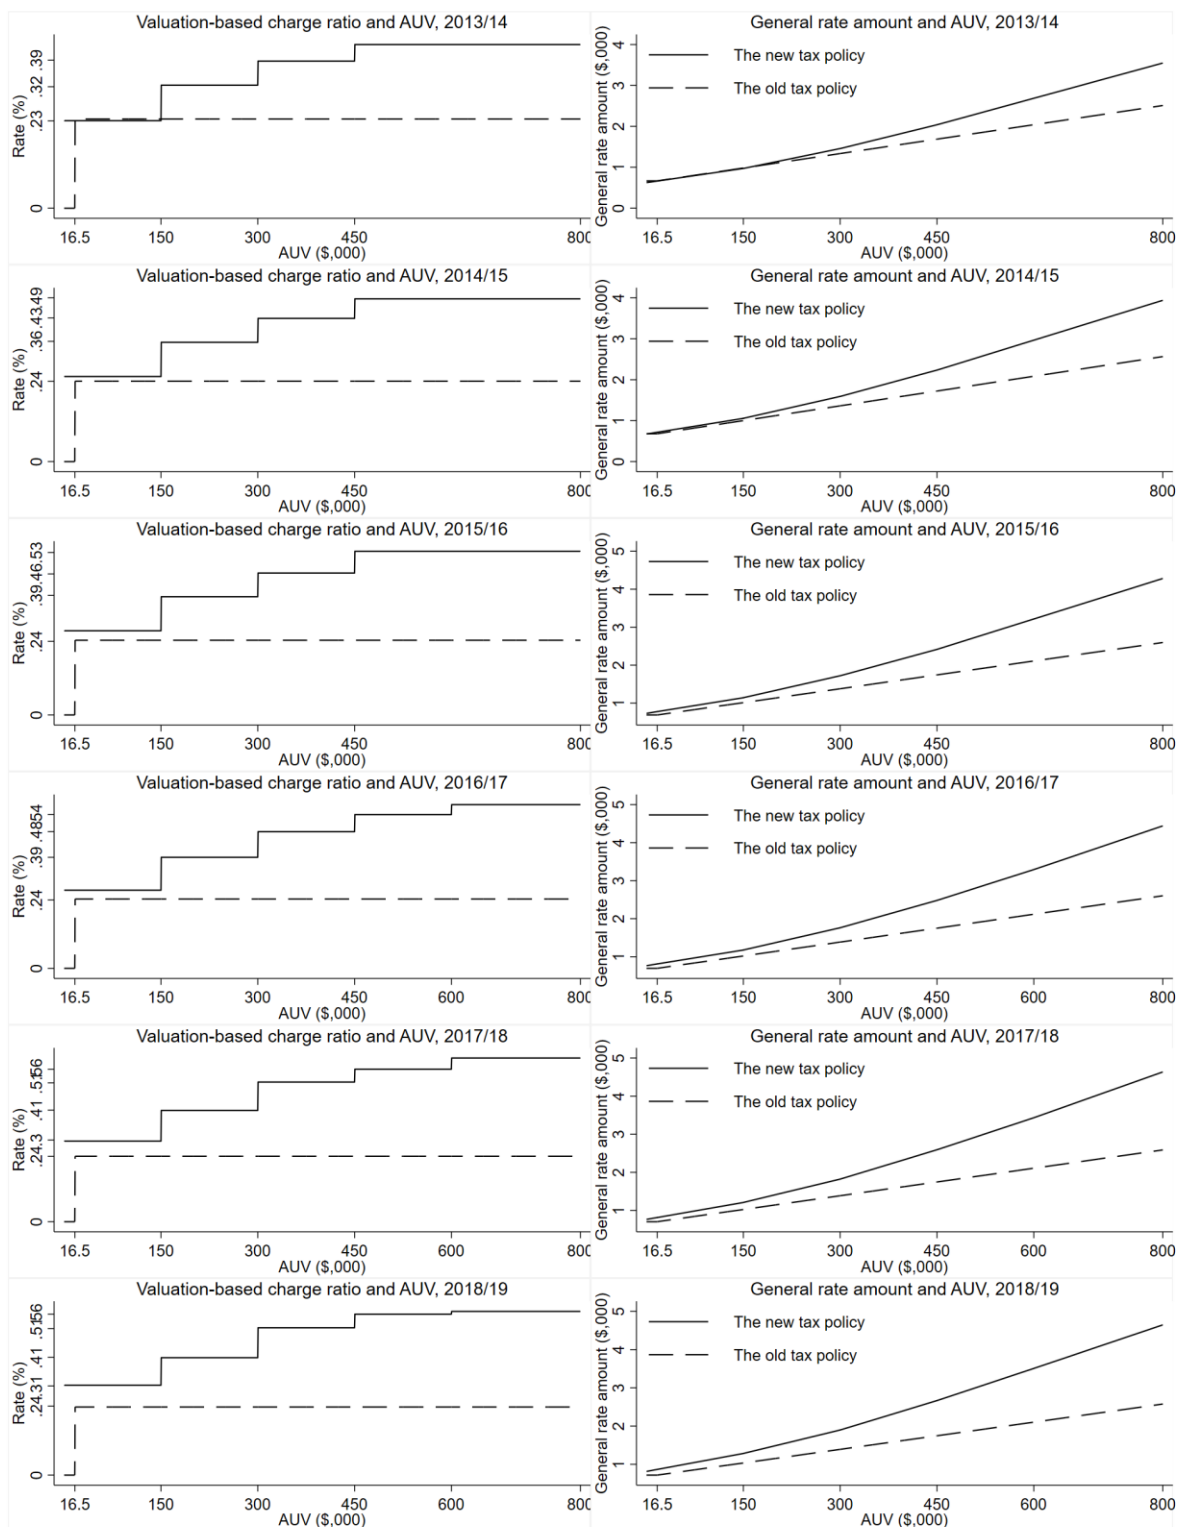 Valuation-based charge ratio and AUV, 2013/14
Rate (%)
0 .23 .32 .39
16.5 150 300 450 800
AUV ($,000)
General rate amount and AUV, 2013/14
General rate amount ($,000)
0 1 2 3 4
The new tax policy
The old tax policy
16.5 150 300 450 800
AUV ($,000)
Valuation-based charge ratio and AUV, 2014/15
Rate (%)
0 .24 .36 .43 .49
16.5 150 300 450 800
AUV ($,000)
General rate amount and AUV, 2014/15
General rate amount ($,000)
0 1 2 3 4
The new tax policy
The old tax policy
16.5 150 300 450 800
AUV ($,000)
Valuation-based charge ratio and AUV, 2015/16
Rate (%)
0 .24 .39 .46 .53
16.5 150 300 450 800
AUV ($,000)
General rate amount and AUV, 2015/16
General rate amount ($,000)
1 2 3 4 5
The new tax policy
The old tax policy
16.5 150 300 450 800
AUV ($,000)
Valuation-based charge ratio and AUV, 2016/17
Rate (%)
0 .24 .39 .48 .54
16.5 150 300 450 600 800
AUV ($,000)
General rate amount and AUV, 2016/17
General rate amount ($,000)
1 2 3 4 5
The new tax policy
The old tax policy
16.5 150 300 450 600 800
AUV ($,000)
Valuation-based charge ratio and AUV, 2017/18
Rate (%)
0 .24 .3 .41 .51 .56
16.5 150 300 450 600 800
AUV ($,000)
General rate amount and AUV, 2017/18
General rate amount ($,000)
1 2 3 4 5
The new tax policy
The old tax policy
16.5 150 300 450 600 800
AUV ($,000)
Valuation-based charge ratio and AUV, 2018/19
Rate (%)
0 .24 .31 .41 .51 .56
16.5 150 300 450 600 800
AUV ($,000)
General rate amount and AUV, 2018/19
General rate amount ($,000)
1 2 3 4 5
The new tax policy
The old tax policy
16.5 150 300 450 600 800
AUV ($,000)